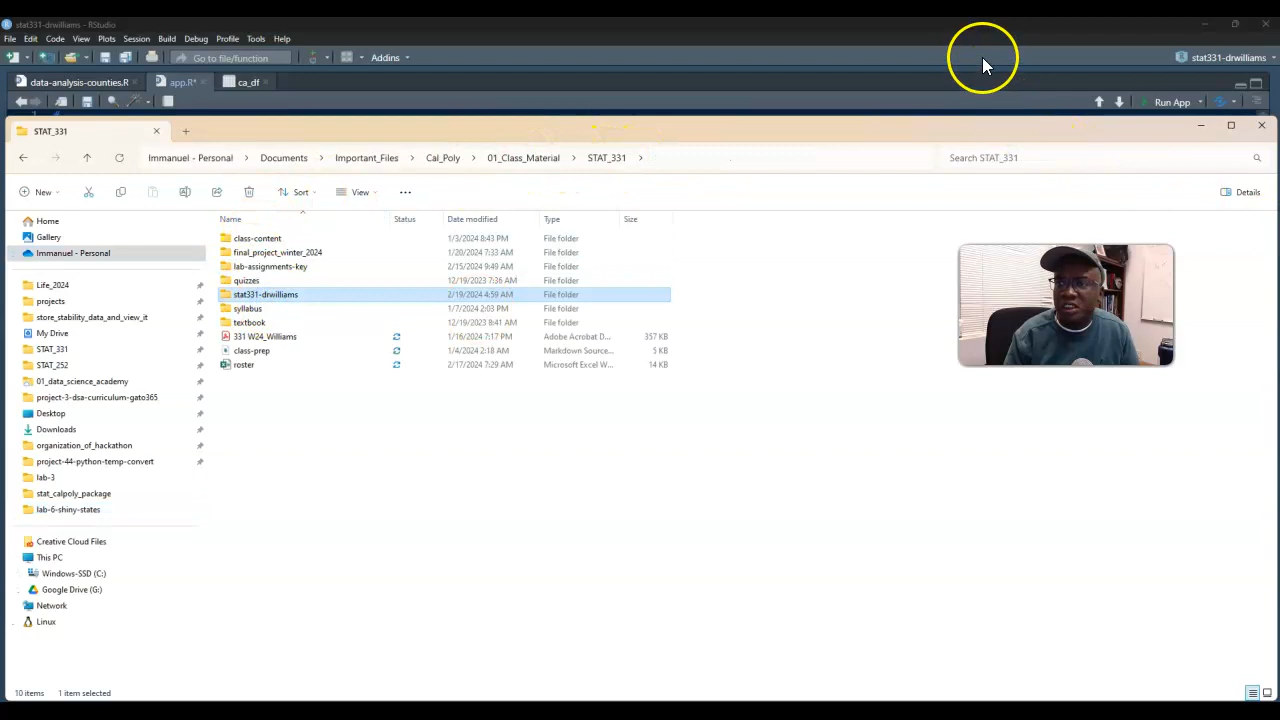 stat331-drwilliams - RStudio
File Edit Code View Plots Session Build Debug Profile Tools Help
Go to file/function Addins stat331-drwilliams
data-analysis-counties.R app.R* ca_df
Run App
1 #
STAT_331
Immanuel - Personal > Documents > Important_Files > Cal_Poly > 01_Class_Material > STAT_331 > Search STAT_331
New Sort View Details
Name Status Date modified Type Size
Home
Gallery
Immanuel - Personal
Life_2024
projects
store_stability_data_and_view_it
My Drive
STAT_331
STAT_252
01_data_science_academy
project-3-dsa-curriculum-gato365
Desktop
Downloads
organization_of_hackathon
project-44-python-temp-convert
lab-3
stat_calpoly_package
lab-6-shiny-states
Creative Cloud Files
This PC
Windows-SSD (C:)
Google Drive (G:)
Network
Linux
class-content 1/3/2024 8:43 PM File folder
final_project_winter_2024 1/20/2024 7:33 AM File folder
lab-assignments-key 2/15/2024 9:49 AM File folder
quizzes 12/19/2023 7:36 AM File folder
stat331-drwilliams 2/19/2024 4:59 AM File folder
syllabus 1/7/2024 2:03 PM File folder
textbook 12/19/2023 8:41 AM File folder
331 W24_Williams 1/16/2024 7:17 PM Adobe Acrobat D... 357 KB
class-prep 1/4/2024 2:18 AM Markdown Source... 5 KB
roster 2/17/2024 7:29 AM Microsoft Excel W... 14 KB
10 items 1 item selected